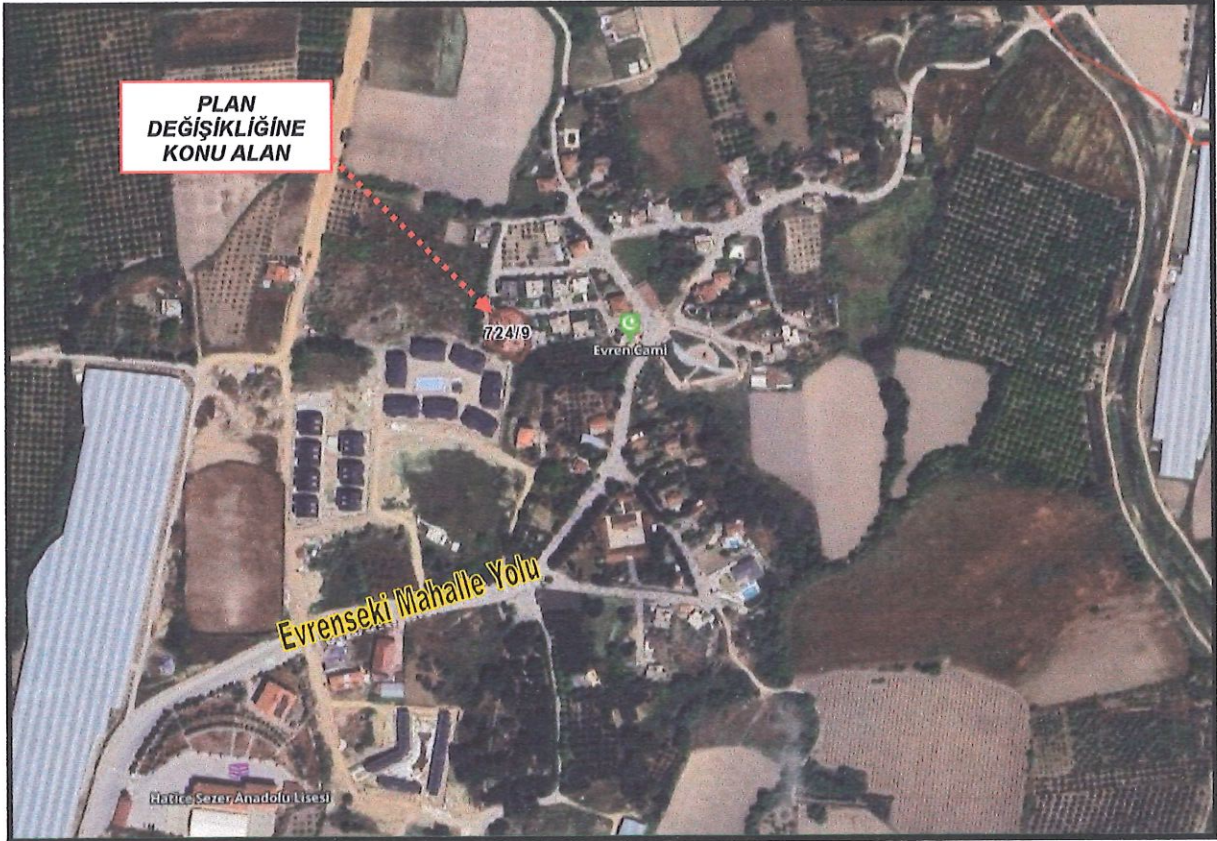 PLAN
DEĞİŞİKLİĞİNE
KONU ALAN
724/9
Evren Cami
Evrenseki Mahalle Yolu
Hatice Sezer Anadolu Lisesi